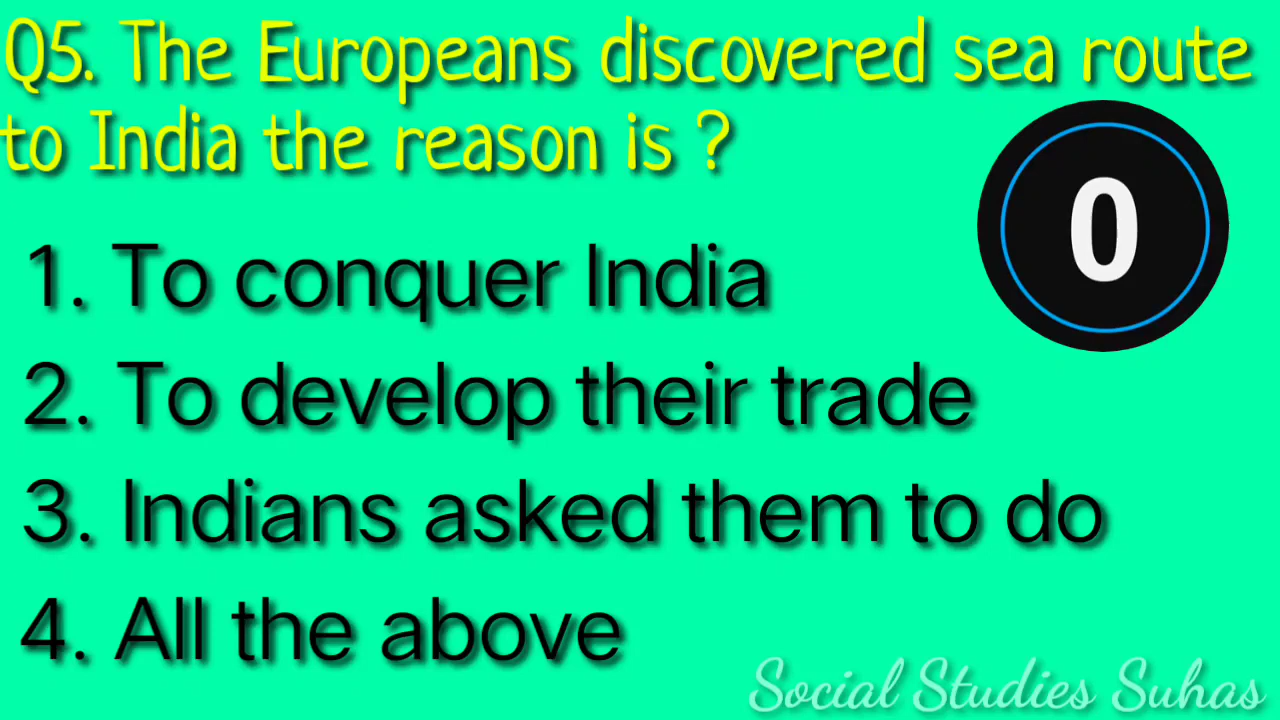 Q5. The Europeans discovered sea route
to India the reason is ?
0
1. To conquer India
2. To develop their trade
3. Indians asked them to do
4. All the above
Social Studies Suhas